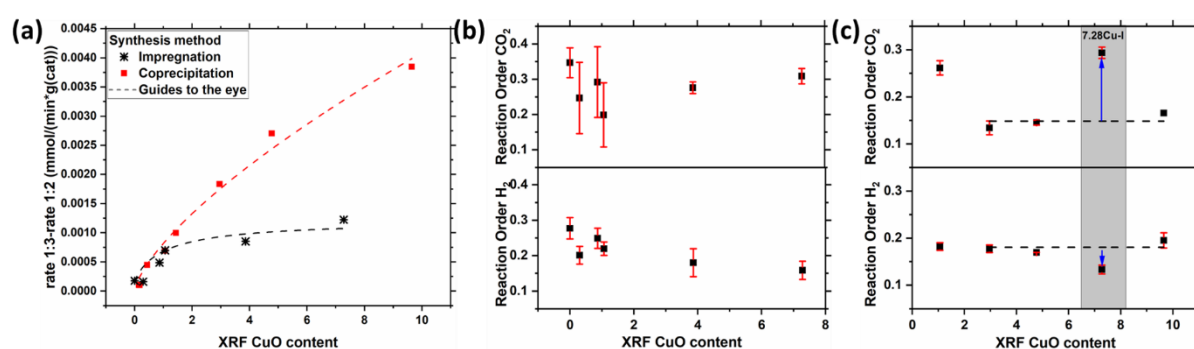 (a)
Synthesis method
Impregnation
Coprecipitation
Guides to the eye
rate 1:3-rate 1:2 (mmol/(min*g(cat)))
0.0045
0.0040
0.0035
0.0030
0.0025
0.0020
0.0015
0.0010
0.0005
0.0000
0 2 4 6 8 10
XRF CuO content
(b)
Reaction Order CO2
0.4
0.3
0.2
0.1
Reaction Order H2
0.4
0.3
0.2
0.1
0 2 4 6 8
XRF CuO content
(c)
7.28Cu-I
Reaction Order CO2
0.3
0.2
0.1
Reaction Order H2
0.3
0.2
0.1
0 2 4 6 8 10
XRF CuO content